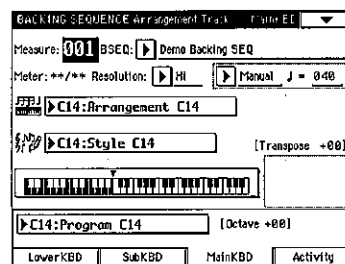 BACKING SEQUENCE Arrangement Track
Measure: 001 BSEQ: Demo Backing SEQ
Meter: **/** Resolution: Hi Manual ♩ = 040
C14:Arrangement C14
C14:Style C14 [Transpose +00]
C14:Program C14 [Octave +00]
LowerKBD SubKBD MainKBD Activity